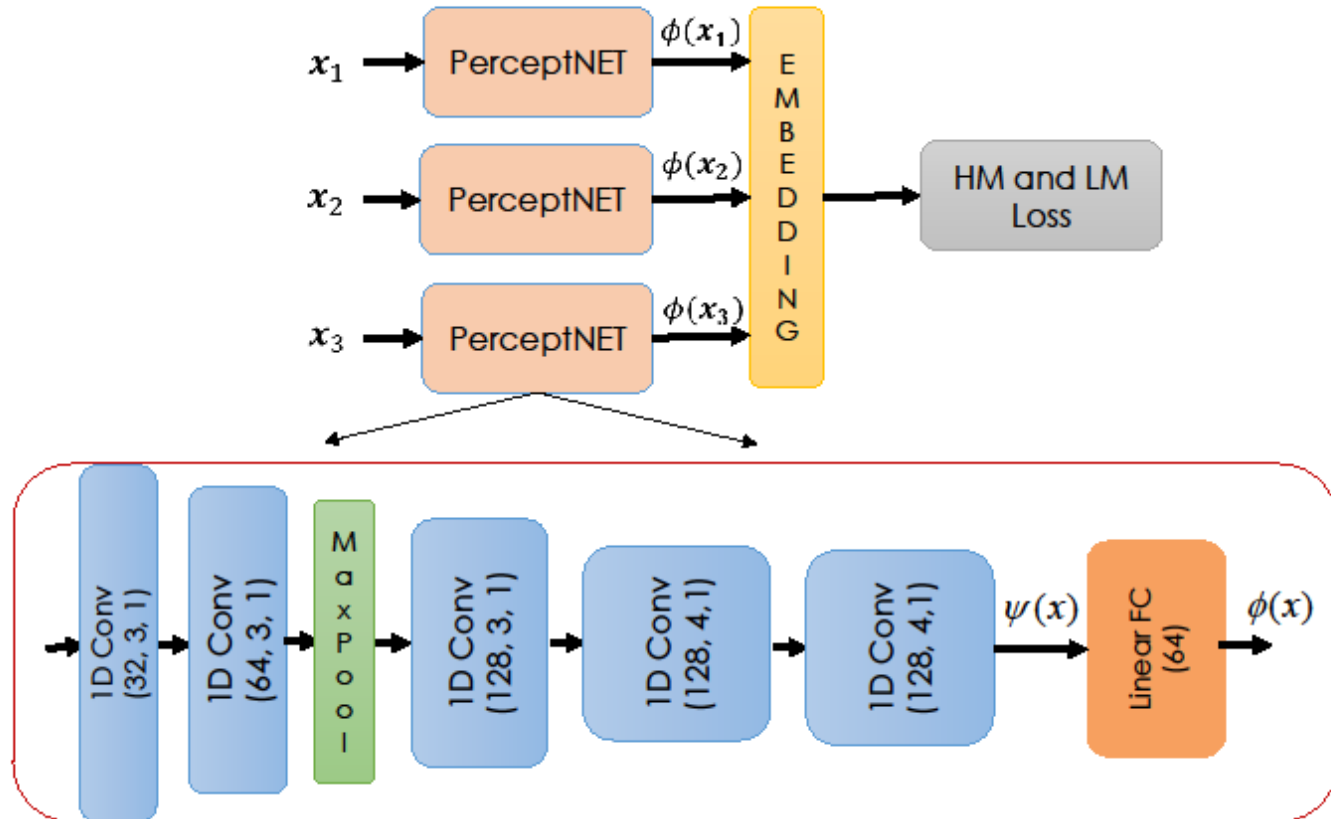 x₁
PerceptNET
ϕ(x₁)
x₂
PerceptNET
ϕ(x₂)
x₃
PerceptNET
ϕ(x₃)
EMBEDDING
HM and LM
Loss
1D Conv
(32, 3, 1)
1D Conv
(64, 3, 1)
MaxPool
1D Conv
(128, 3, 1)
1D Conv
(128, 4, 1)
1D Conv
(128, 4,1)
ψ(x)
Linear FC
(64)
ϕ(x)